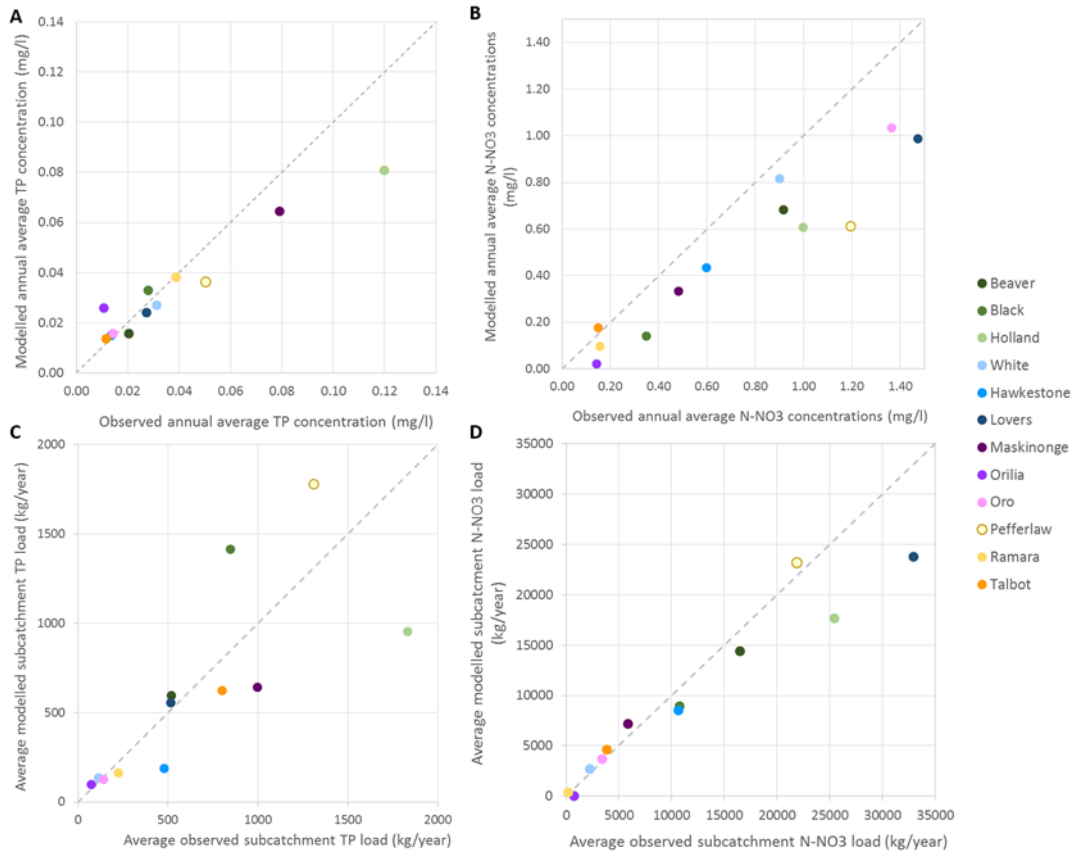 A
Modelled annual average TP concentration (mg/l)
0.14
0.12
0.10
0.08
0.06
0.04
0.02
0.00
0.00 0.02 0.04 0.06 0.08 0.10 0.12 0.14
Observed annual average TP concentration (mg/l)
B
Modelled annual average N-NO3 concentrations
(mg/l)
1.40
1.20
1.00
0.80
0.60
0.40
0.20
0.00
0.00 0.20 0.40 0.60 0.80 1.00 1.20 1.40
Observed annual average N-NO3 concentrations (mg/l)
C
Average modelled subcatchment TP load (kg/year)
2000
1500
1000
500
0
0 500 1000 1500 2000
Average observed subcatchment TP load (kg/year)
D
Average modelled subcatcment N-NO3 load
(kg/year)
35000
30000
25000
20000
15000
10000
5000
0
0 5000 10000 15000 20000 25000 30000 35000
Average observed subcatchment N-NO3 load (kg/year)
Beaver
Black
Holland
White
Hawkestone
Lovers
Maskinonge
Orilia
Oro
Pefferlaw
Ramara
Talbot